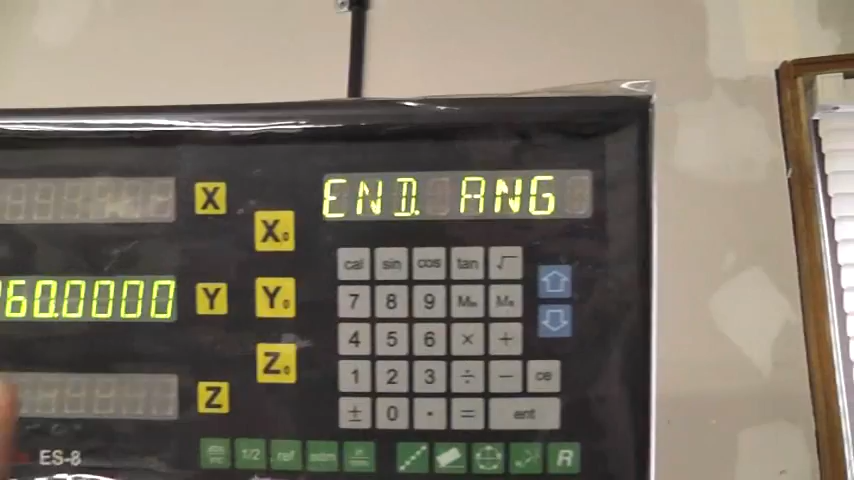 END. ANG
X
X0
cal sin cos tan √
7 8 9
60.0000
Y
Y0
4 5 6 × +
Z0
1 2 3 ÷ − ce
Z
± 0 · = ent
ES-8
1/2 ref R